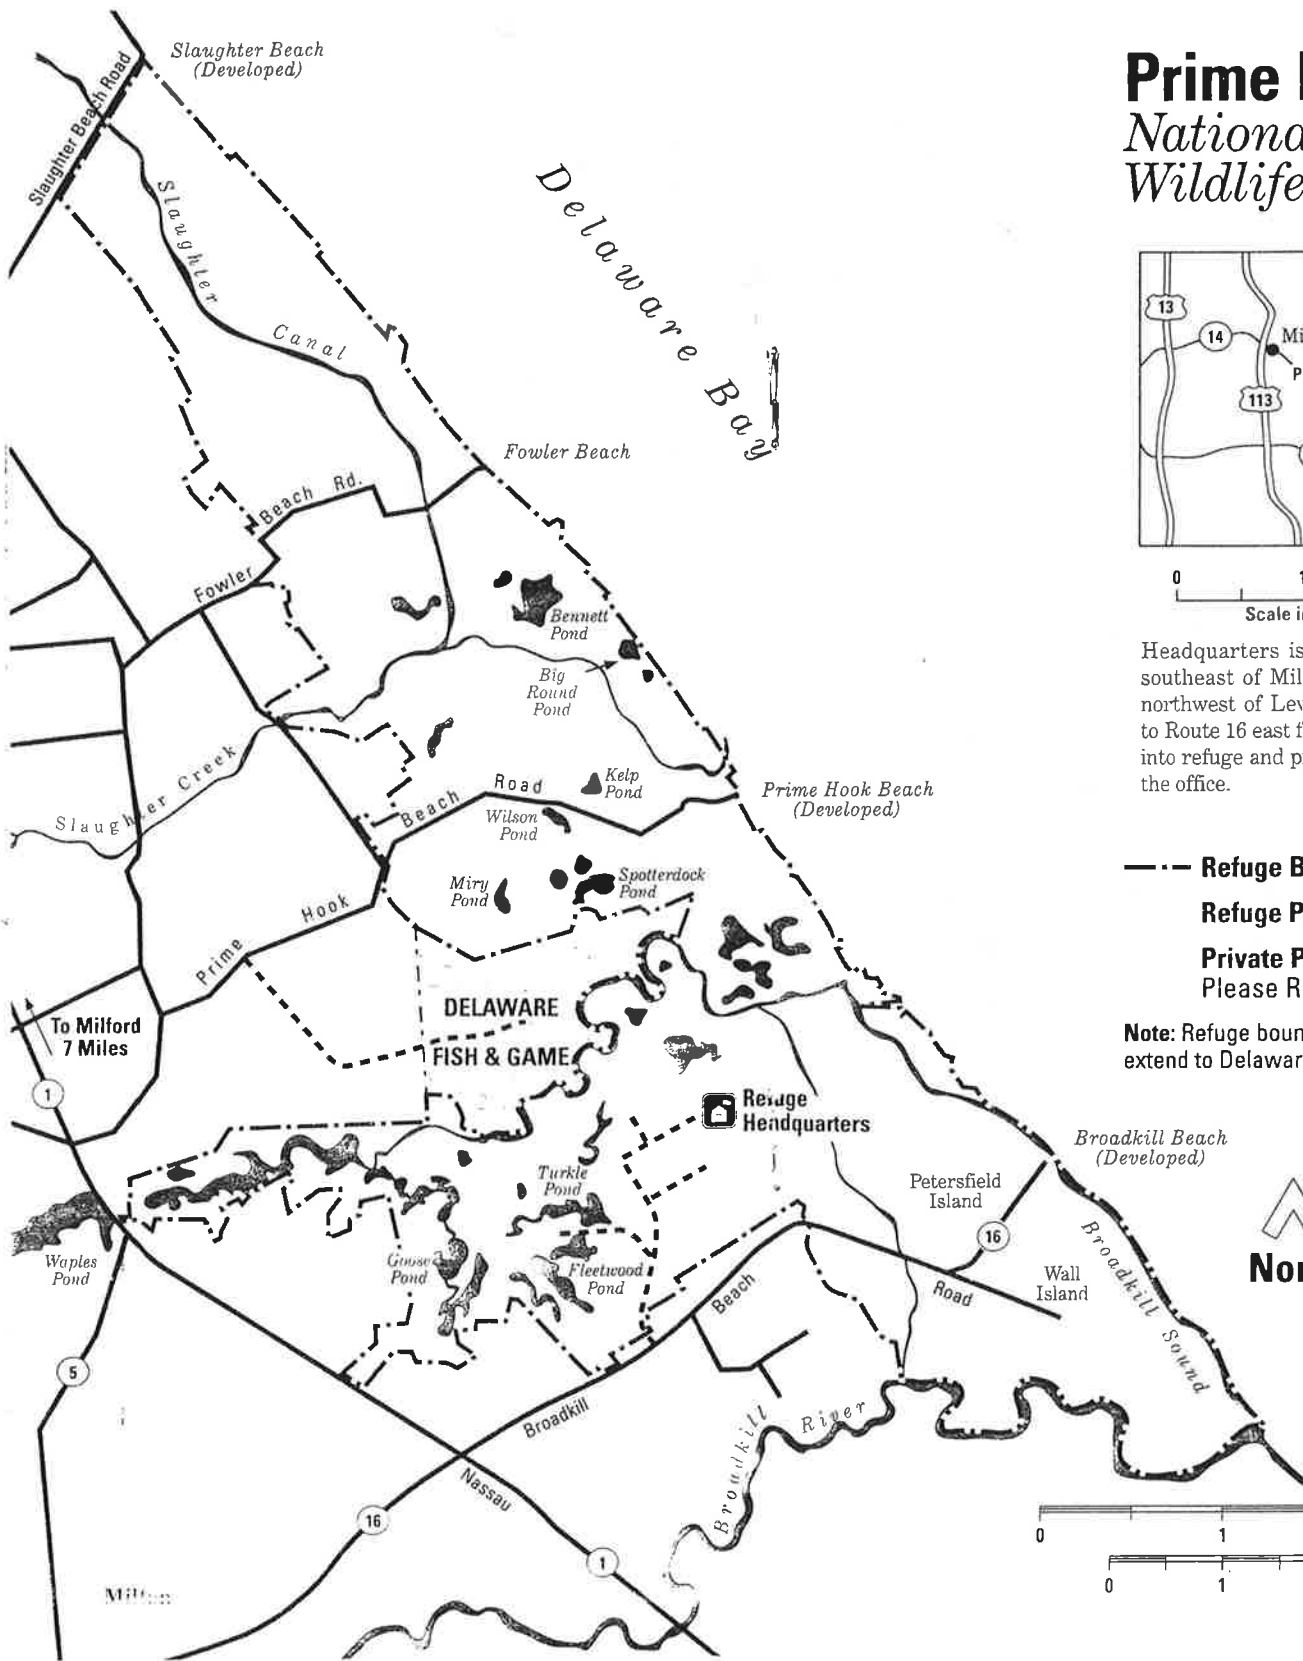 Slaughter Beach
(Developed)
Slaughter Beach Road
Slaughter
Canal
Delaware Bay
Fowler Beach
Fowler
Beach Rd.
Bennett
Pond
Big
Round
Pond
Slaughter Creek
Kelp
Pond
Beach Road
Wilson
Pond
Prime Hook Beach
(Developed)
Miry
Pond
Spotterdock
Pond
Prime
Hook
DELAWARE
FISH & GAME
To Milford
7 Miles
1
Refuge
Headquarters
Turkle
Pond
Petersfield
Island
Broadkill Beach
(Developed)
16
Waples
Pond
Goose
Pond
Fleetwood
Pond
Wall
Island
Beach
Road
Broadkill Sound
5
Broadkill
Broadkill River
Nassau
16
1
Milton
Prime
Nationa
Wildlife
13
14
Mi
P
113
0
1
Scale i
Headquarters is
southeast of Mil
northwest of Lev
to Route 16 east f
into refuge and p
the office.
Refuge B
Refuge P
Private P
Please R
Note: Refuge boun
extend to Delawar
Nor
0 1
0 1